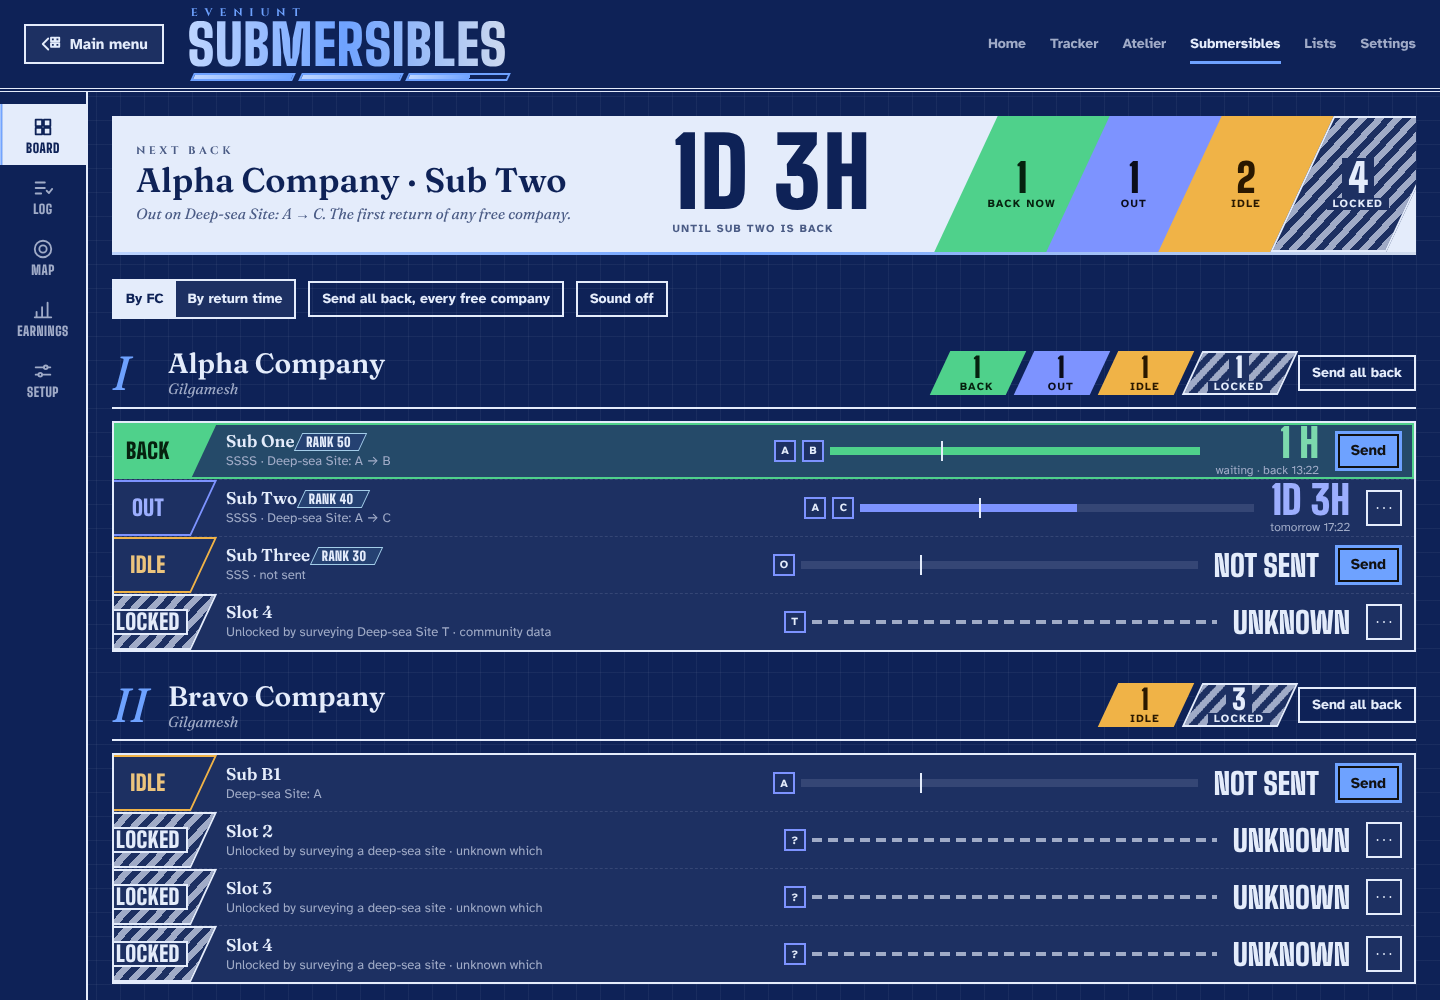 Main menu
EVENIUNT
SUBMERSIBLES
Home
Tracker
Atelier
Submersibles
Lists
Settings
BOARD
LOG
MAP
EARNINGS
SETUP
NEXT BACK
Alpha Company · Sub Two
Out on Deep-sea Site: A → C. The first return of any free company.
1D 3H
UNTIL SUB TWO IS BACK
1
BACK NOW
1
OUT
2
IDLE
4
LOCKED
By FC
By return time
Send all back, every free company
Sound off
I
Alpha Company
Gilgamesh
1
BACK
1
OUT
1
IDLE
1
LOCKED
Send all back
BACK
Sub One RANK 50
SSSS · Deep-sea Site: A → B
A B
1 H
waiting · back 13:22
Send
OUT
Sub Two RANK 40
SSSS · Deep-sea Site: A → C
A C
1D 3H
tomorrow 17:22
...
IDLE
Sub Three RANK 30
SSS · not sent
O
NOT SENT
Send
LOCKED
Slot 4
Unlocked by surveying Deep-sea Site T · community data
T
UNKNOWN
...
II
Bravo Company
Gilgamesh
1
IDLE
3
LOCKED
Send all back
IDLE
Sub B1
Deep-sea Site: A
A
NOT SENT
Send
LOCKED
Slot 2
Unlocked by surveying a deep-sea site · unknown which
?
UNKNOWN
...
LOCKED
Slot 3
Unlocked by surveying a deep-sea site · unknown which
?
UNKNOWN
...
LOCKED
Slot 4
Unlocked by surveying a deep-sea site · unknown which
?
UNKNOWN
...